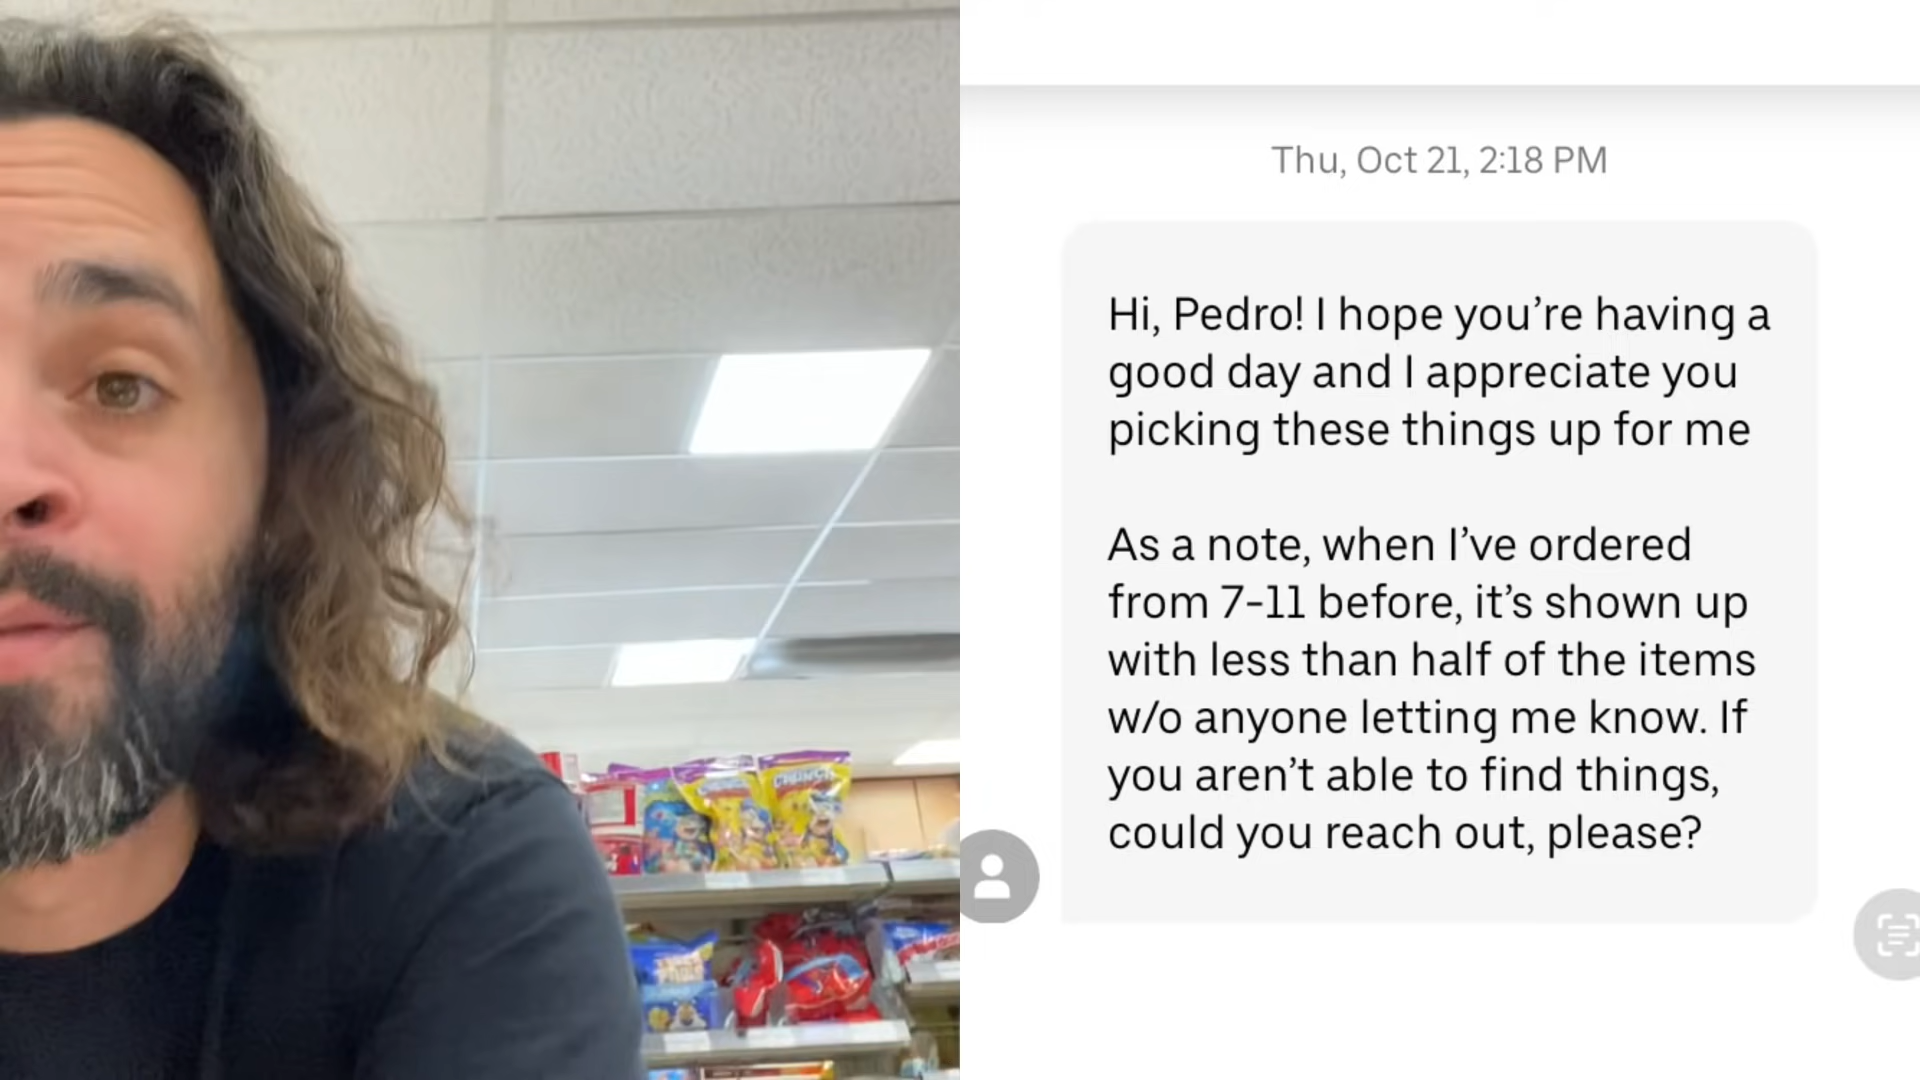 Thu, Oct 21, 2:18 PM
Hi, Pedro! I hope you’re having a
good day and I appreciate you
picking these things up for me
As a note, when I’ve ordered
from 7-11 before, it’s shown up
with less than half of the items
w/o anyone letting me know. If
you aren’t able to find things,
could you reach out, please?
CRUNCH